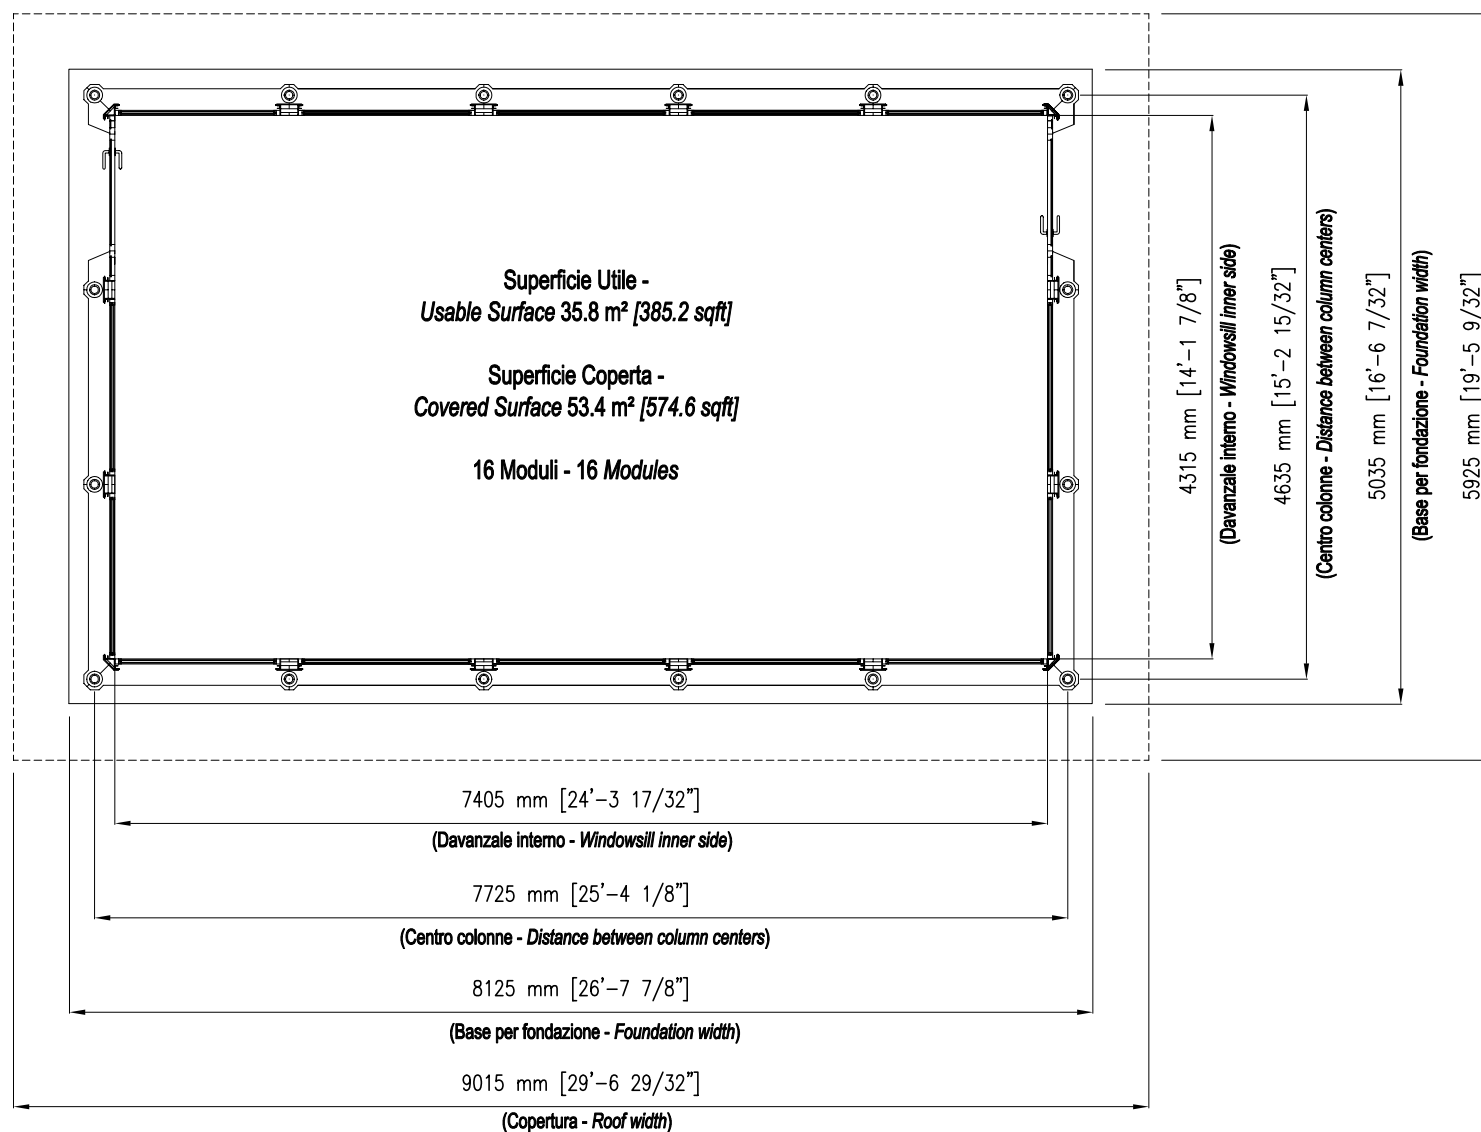 Superficie Utile -
Usable Surface 35.8 m² [385.2 sqft]
Superficie Coperta -
Covered Surface 53.4 m² [574.6 sqft]
16 Moduli - 16 Modules
4315 mm [14'-1 7/8"]
(Davanzale interno - Windowsill inner side)
4635 mm [15'-2 15/32"]
(Centro colonne - Distance between column centers)
5035 mm [16'-6 7/32"]
(Base per fondazione - Foundation width)
5925 mm [19'-5 9/32"]
7405 mm [24'-3 17/32"]
(Davanzale interno - Windowsill inner side)
7725 mm [25'-4 1/8"]
(Centro colonne - Distance between column centers)
8125 mm [26'-7 7/8"]
(Base per fondazione - Foundation width)
9015 mm [29'-6 29/32"]
(Copertura - Roof width)